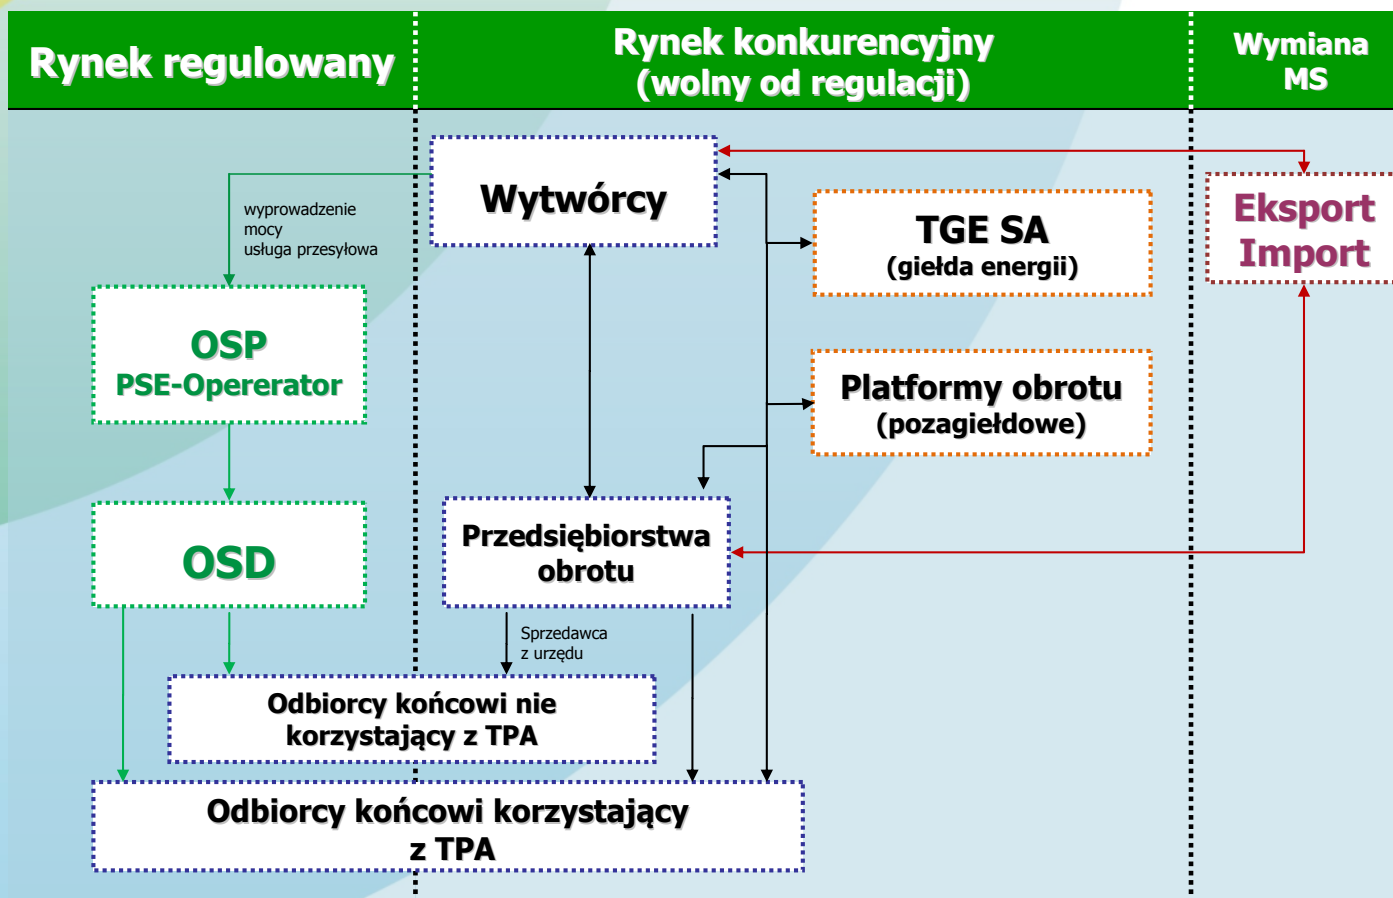 Rynek regulowany
Rynek konkurencyjny
(wolny od regulacji)
Wymiana
MS
Wytwórcy
wyprowadzenie
mocy
usługa przesyłowa
TGE SA
(giełda energii)
Eksport
Import
OSP
PSE-Opererator
Platformy obrotu
(pozagiełdowe)
OSD
Przedsiębiorstwa
obrotu
Sprzedawca
z urzędu
Odbiorcy końcowi nie
korzystający z TPA
Odbiorcy końcowi korzystający
z TPA